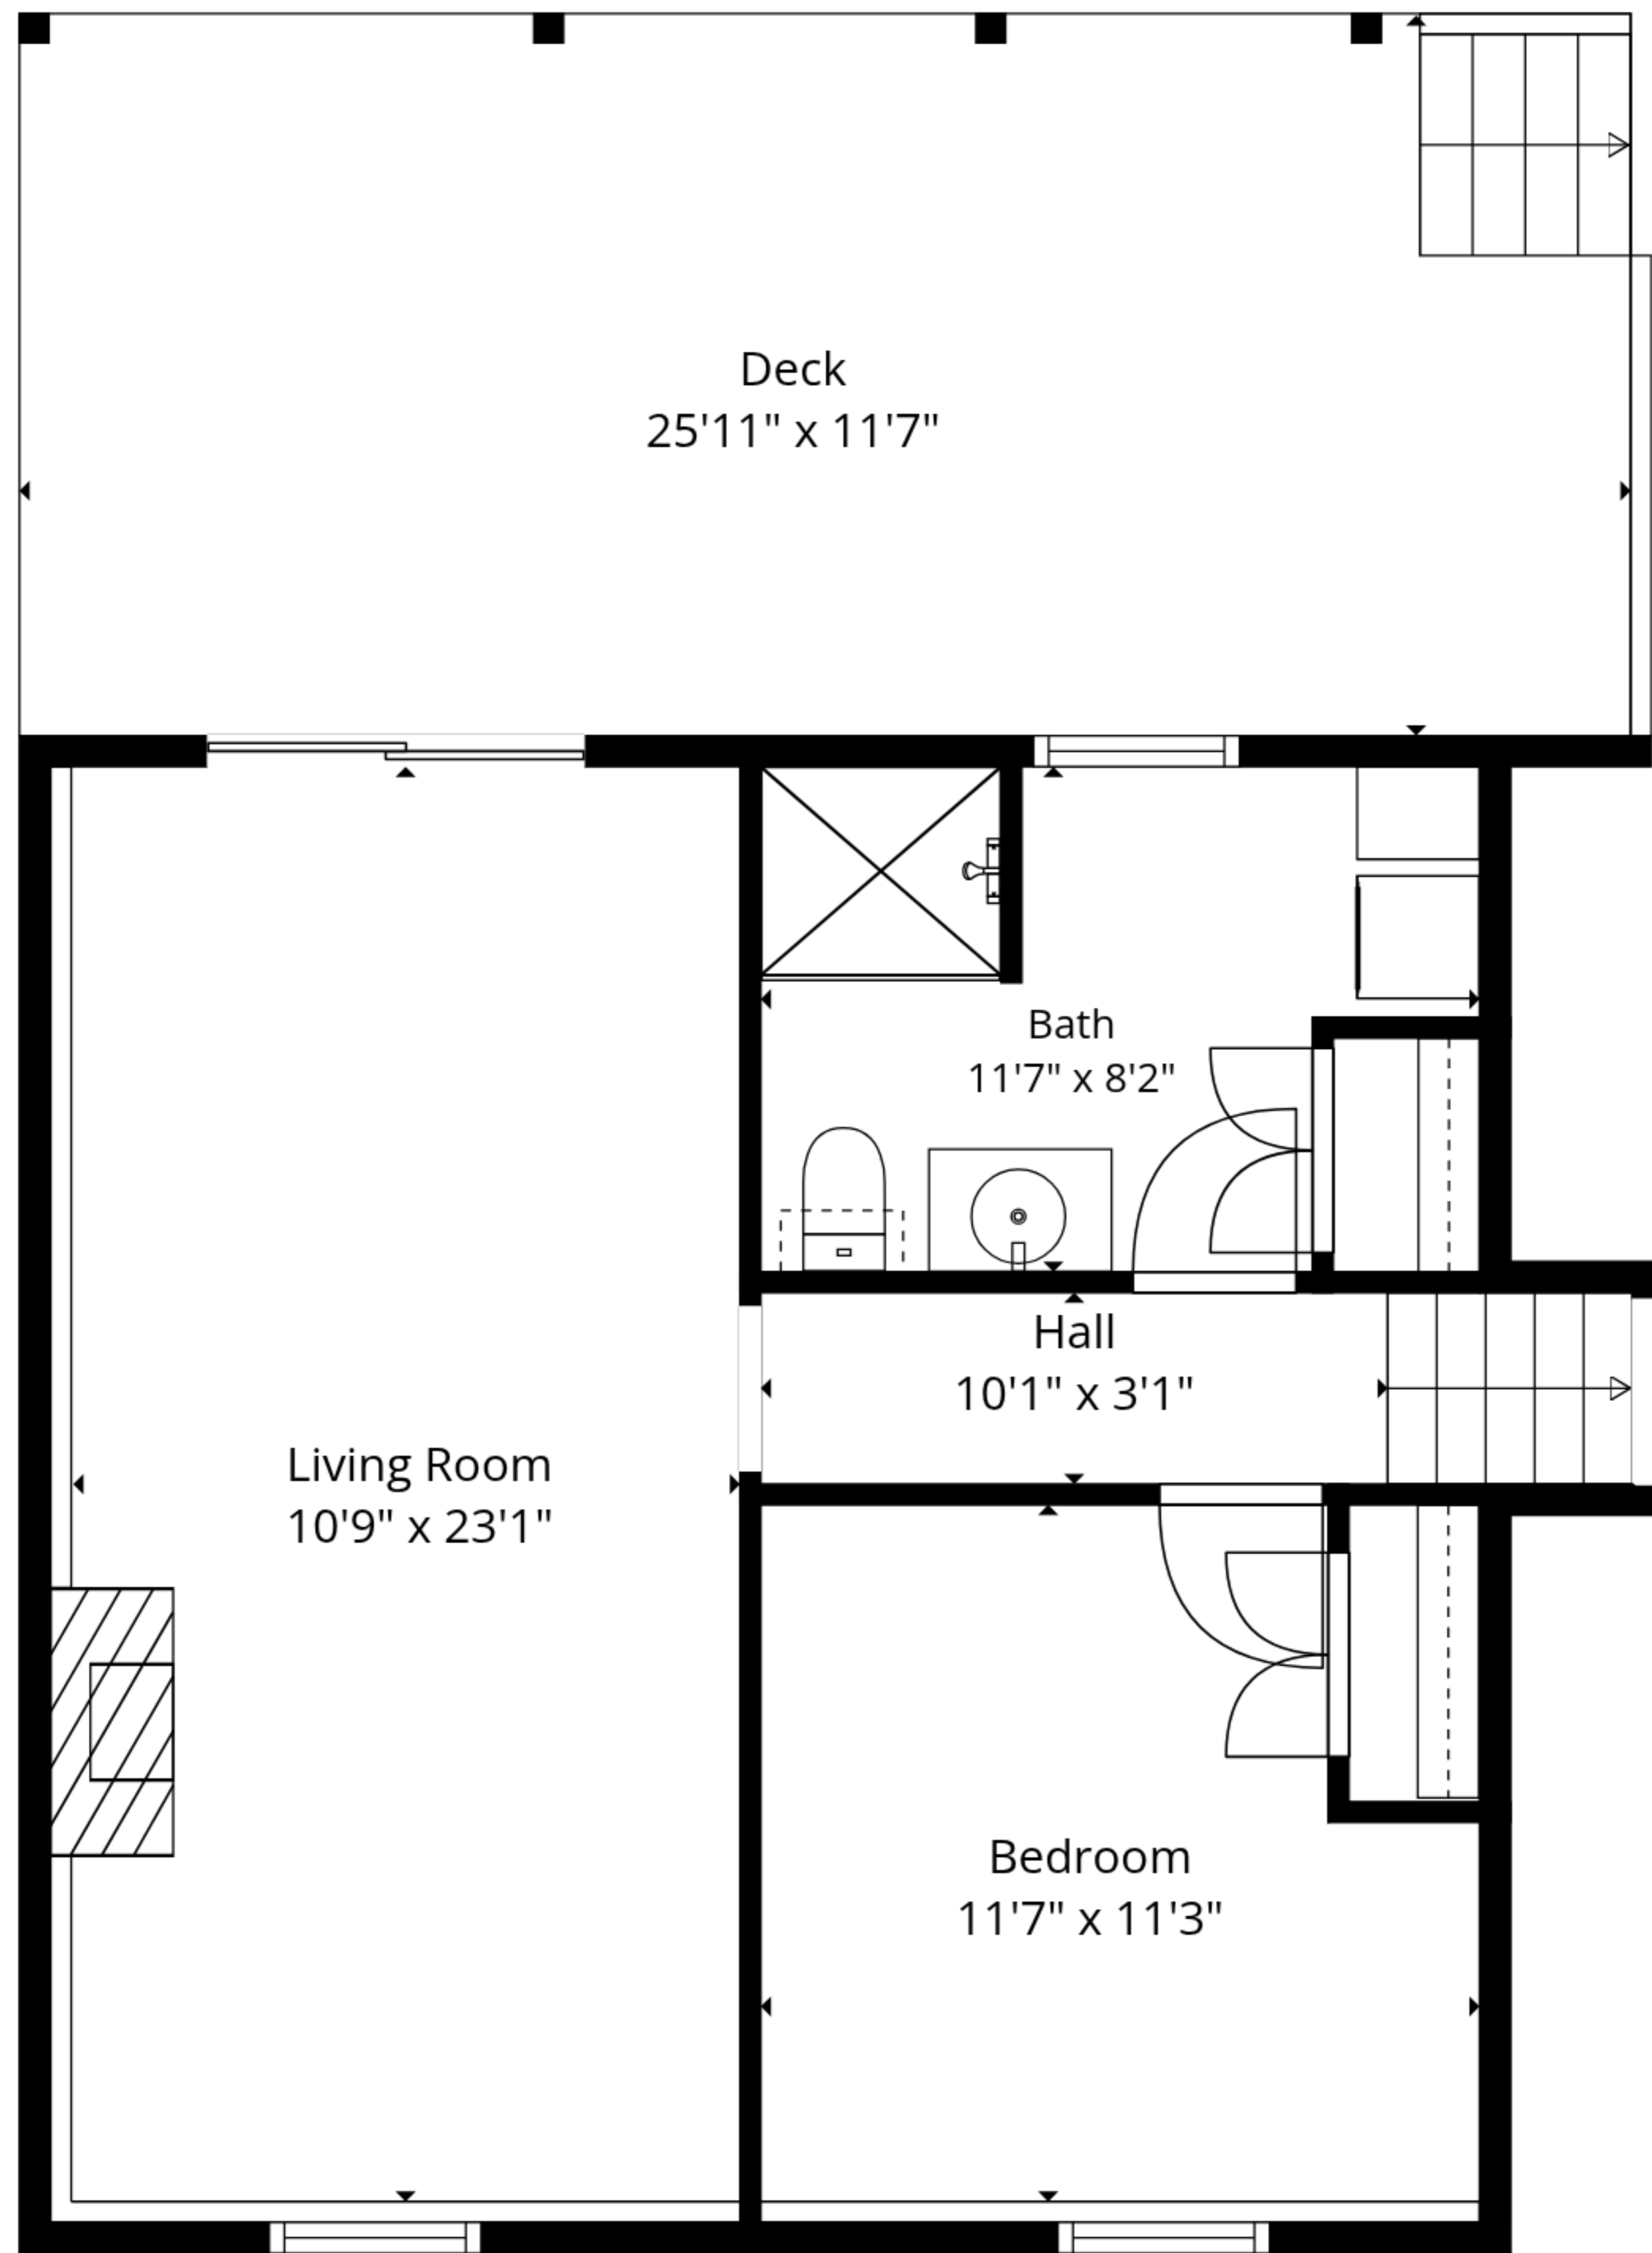 Deck
25'11" x 11'7"
Bath
11'7" x 8'2"
Hall
10'1" x 3'1"
Living Room
10'9" x 23'1"
Bedroom
11'7" x 11'3"